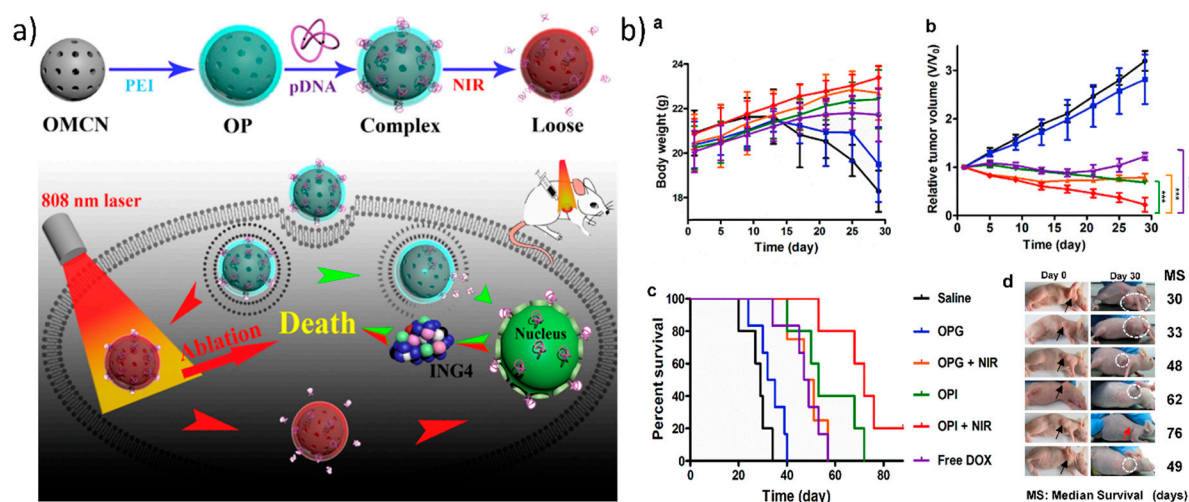 a)
PEI
pDNA
NIR
OMCN
OP
Complex
Loose
808 nm laser
Ablation
Death
Nucleus
ING4
b)
a
Body weight (g)
24
22
20
18
0
5
10
15
20
25
30
Time (day)
b
Relative tumor volume (V/V₀)
3
2
1
0
0
5
10
15
20
25
30
Time (day)
***
***
c
Percent survival
100
80
60
40
20
0
0
20
40
60
80
Time (day)
Saline
OPG
OPG + NIR
OPI
OPI + NIR
Free DOX
d
Day 0
Day 30
MS
30
33
48
62
76
49
MS: Median Survival (days)